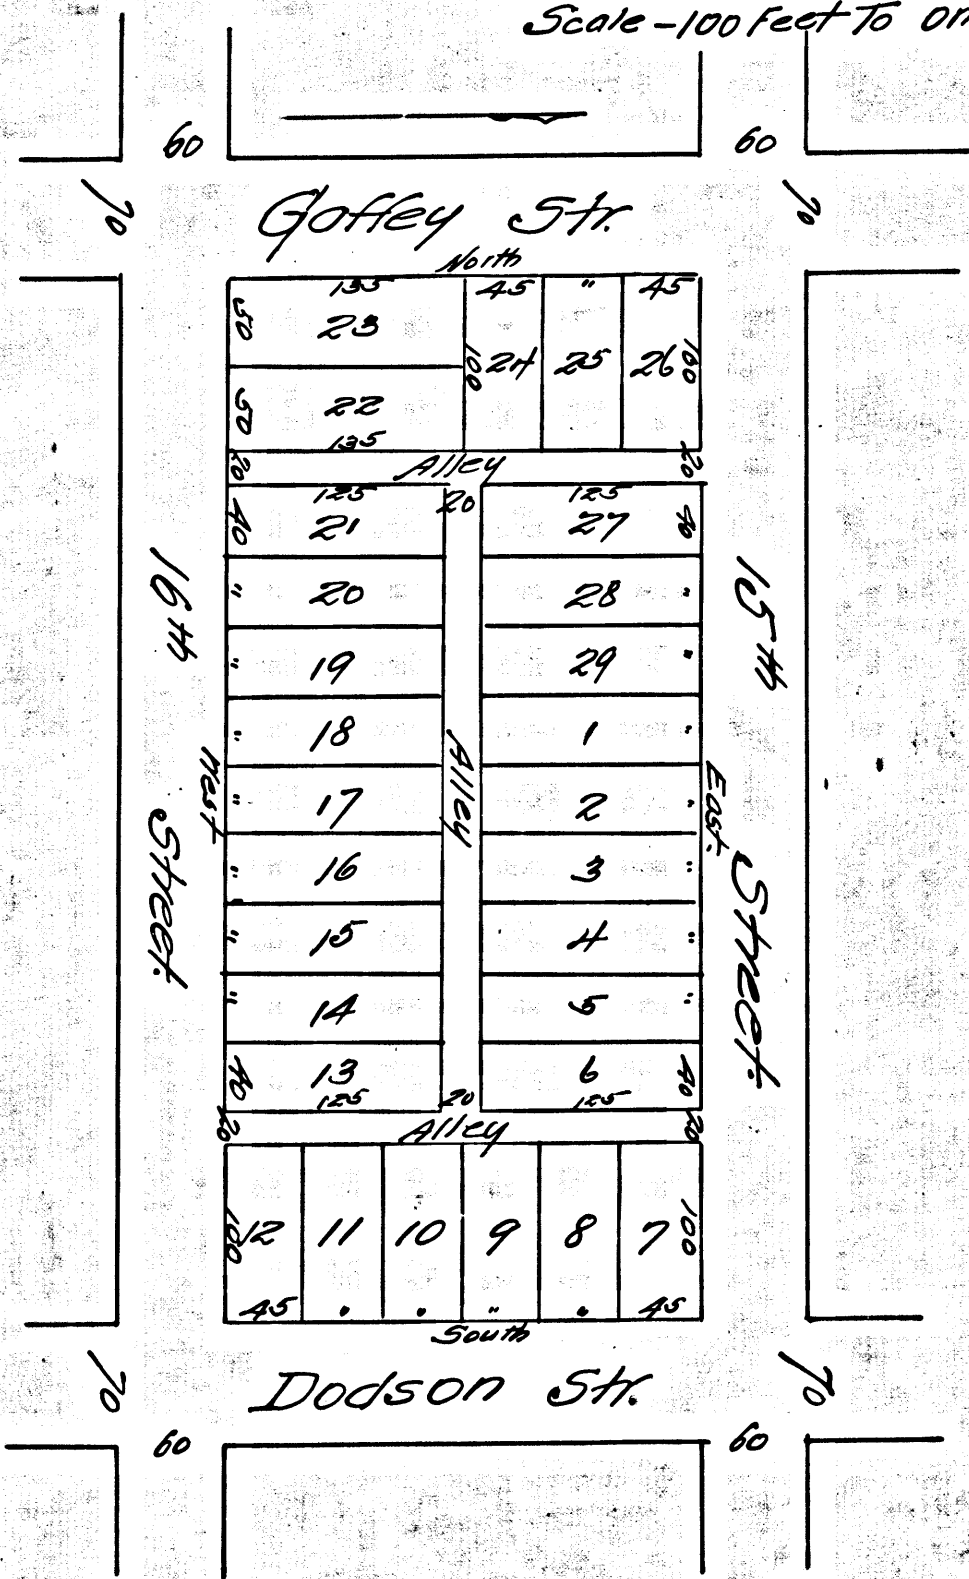 Scale - 100 Feet To
60 60
70 70
Goffey Str.
North
135 45 " 45
50 23
100 24 25 26 100
50 22
135
20 Alley 20
125 20 125
40 21 27 40
" 20 28 "
" 19 29 "
" 18 1 "
" 17 2 "
" 16 3 "
" 15 4 "
" 14 5 "
40 13 6 40
125 20 125
20 Alley 20
Alley
16th Street.
West
East.
15th Street.
100 12 11 10 9 8 7 100
45 " " " " 45
South
70 70
Dodson Str.
60 60